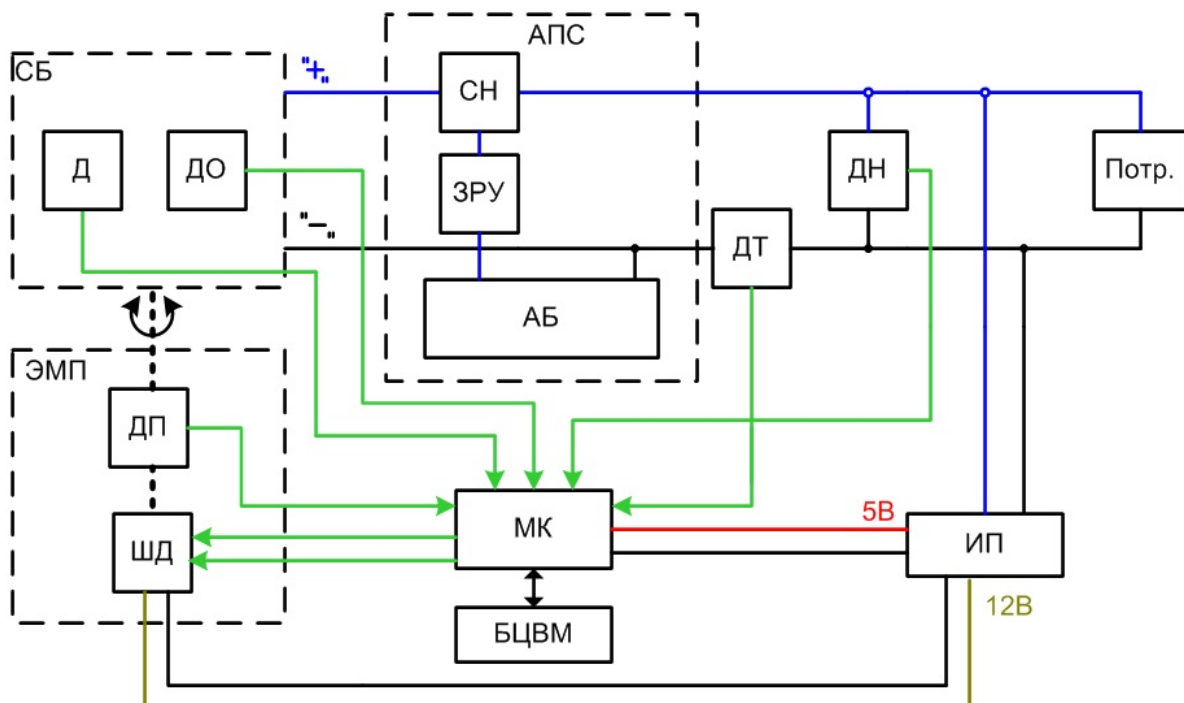 АПС
СБ
"+"
СН
Д
ДО
ЗРУ
ДН
Потр.
"−"
ДТ
АБ
ЭМП
ДП
ШД
МК
5В
ИП
12В
БЦВМ